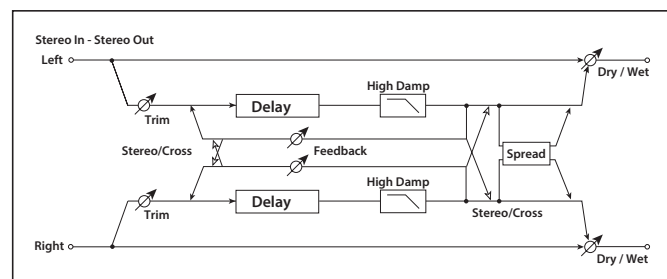 Stereo In - Stereo Out
Left
Dry / Wet
High Damp
Delay
Trim
Stereo/Cross
Feedback
Spread
High Damp
Trim
Delay
Stereo/Cross
Right
Dry / Wet